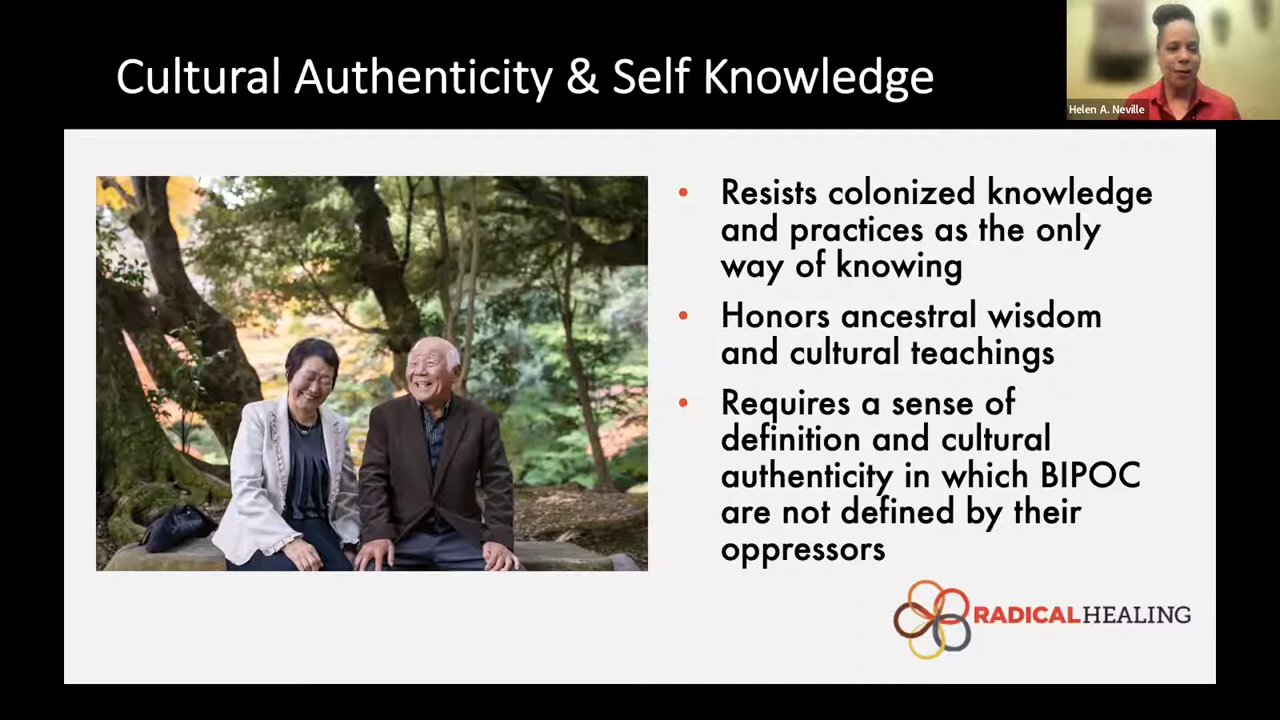 Cultural Authenticity & Self Knowledge
Helen A. Neville
• Resists colonized knowledge
and practices as the only
way of knowing
• Honors ancestral wisdom
and cultural teachings
• Requires a sense of
definition and cultural
authenticity in which BIPOC
are not defined by their
oppressors
RADICALHEALING